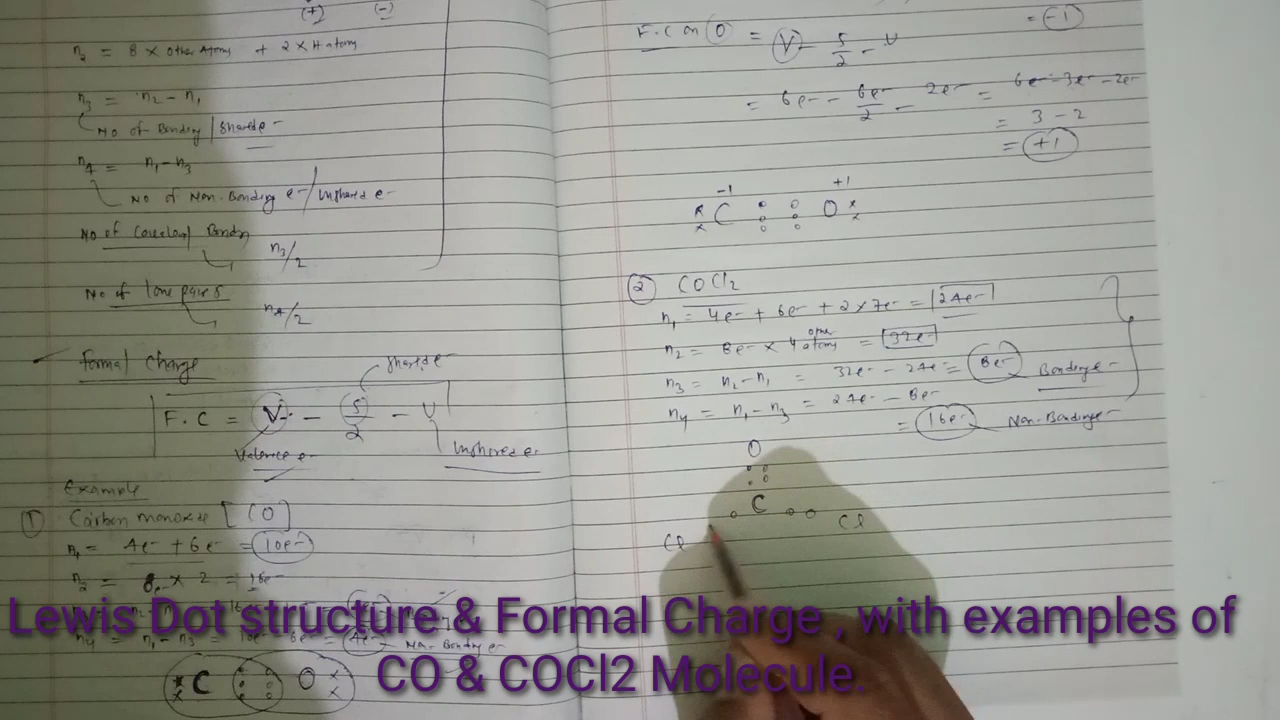 (+) (-)
n2 = 8 × Other Atoms + 2 × H atom
n3 = n2 - n1
No of Bonding / Shared e-
n4 = n1 - n3
No of Non-Bonding e- / Unshared e-
No of Covalent Bonds
n3/2
No of lone pairs
n4/2
Formal Charge
Shared e-
F.C = V - S/2 - U
Valence e-
Unshared e-
Example
1 Carbon monoxide [CO]
n1 = 4e- + 6e- = 10e-
n2 = 8e- × 2 = 16e-
n4 = n1 - n3 = 10e- 6e- = 4e- Non-Bonding e-
C O
= -1
F.C on O = V - S/2 - U
= 6e- - 6e-/2 - 2e- = 6e- - 3e- - 2e-
= 3 - 2
= +1
-1 +1
C O
2 COCl2
n1 = 4e- + 6e- + 2×7e- = 24e-
n2 = 8e- × 4 other atoms = 32e-
n3 = n2 - n1 = 32e- - 24e- = 8e- Bonding e-
n4 = n1 - n3 = 24e- - 8e-
= 16e- Non-Bonding e-
O
C
Cl Cl
Lewis Dot structure & Formal Charge , with examples of
CO & COCl2 Molecule.